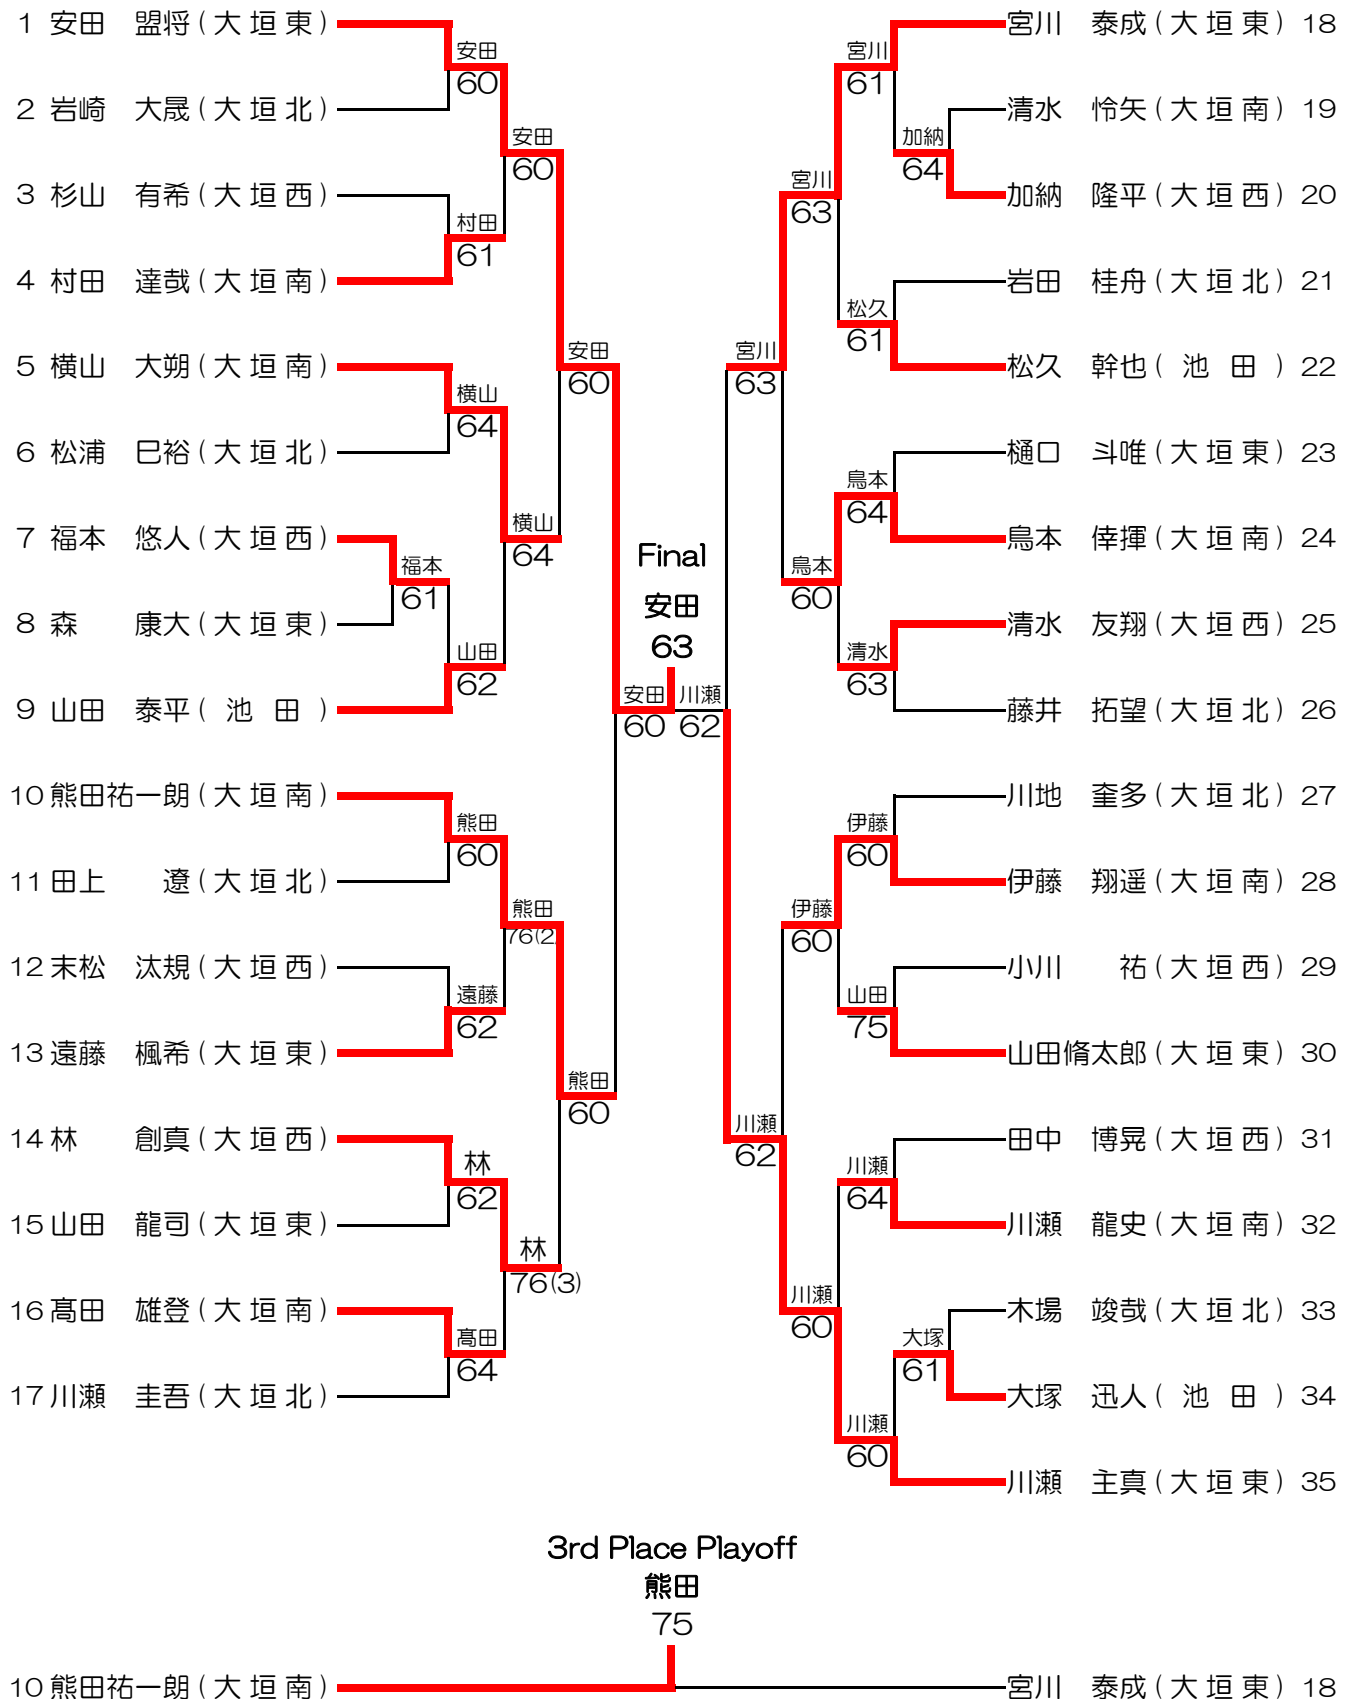 1 安田　盟将(大垣東)
安田
60
2 岩崎　大晟(大垣北)
安田
60
3 杉山　有希(大垣西)
村田
61
4 村田　達哉(大垣南)
安田
60
5 横山　大朔(大垣南)
横山
64
6 松浦　巳裕(大垣北)
横山
64
7 福本　悠人(大垣西)
福本
61
8 森　　康大(大垣東)
山田
62
9 山田　泰平(池田)
安田
60
10 熊田祐一朗(大垣南)
熊田
60
11 田上　　遼(大垣北)
熊田
76(2)
12 末松　汰規(大垣西)
遠藤
62
13 遠藤　楓希(大垣東)
熊田
60
14 林　　創真(大垣西)
林
62
15 山田　龍司(大垣東)
林
76(3)
16 髙田　雄登(大垣南)
髙田
64
17 川瀬　圭吾(大垣北)
Final
安田
63
宮川　泰成(大垣東) 18
宮川
61
清水　怜矢(大垣南) 19
加納
64
加納　隆平(大垣西) 20
宮川
63
岩田　桂舟(大垣北) 21
松久
61
松久　幹也(池田) 22
宮川
63
樋口　斗唯(大垣東) 23
鳥本
64
鳥本　倖揮(大垣南) 24
鳥本
60
清水　友翔(大垣西) 25
清水
63
藤井　拓望(大垣北) 26
川瀬
62
川地　奎多(大垣北) 27
伊藤
60
伊藤　翔遥(大垣南) 28
伊藤
60
小川　　祐(大垣西) 29
山田
75
山田脩太郎(大垣東) 30
川瀬
62
田中　博晃(大垣西) 31
川瀬
64
川瀬　龍史(大垣南) 32
川瀬
60
木場　竣哉(大垣北) 33
大塚
61
大塚　迅人(池田) 34
川瀬
60
川瀬　主真(大垣東) 35
3rd Place Playoff
熊田
75
10 熊田祐一朗(大垣南)
宮川　泰成(大垣東) 18